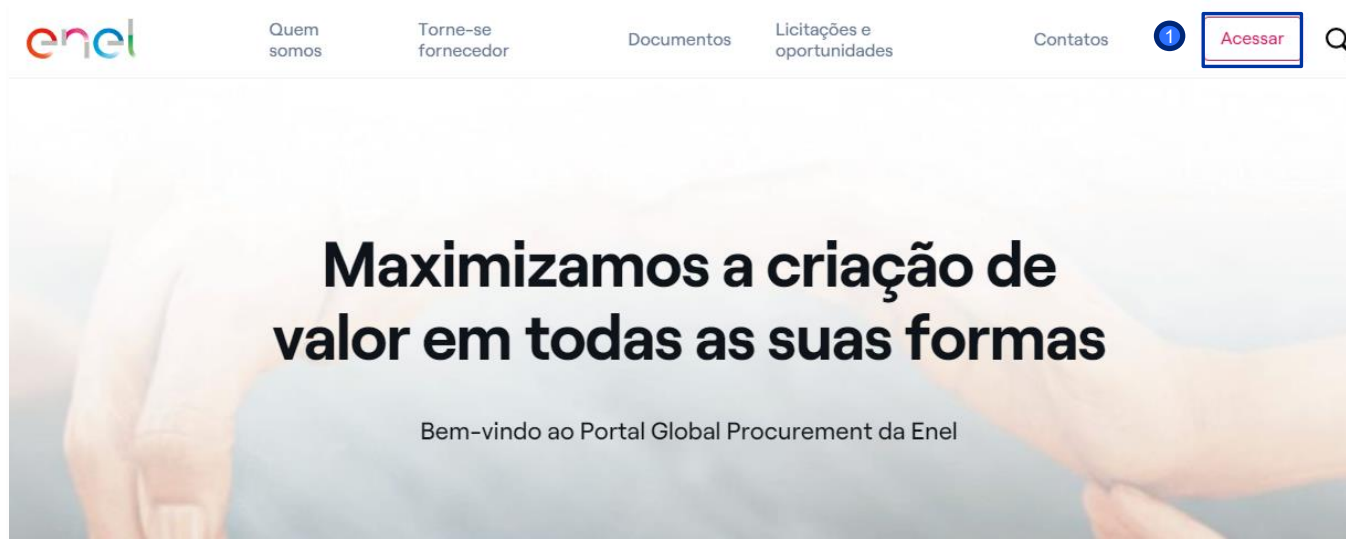 enel
Quem
somos
Torne-se
fornecedor
Documentos
Licitações e
oportunidades
Contatos
1
Acessar
Maximizamos a criação de
valor em todas as suas formas
Bem-vindo ao Portal Global Procurement da Enel